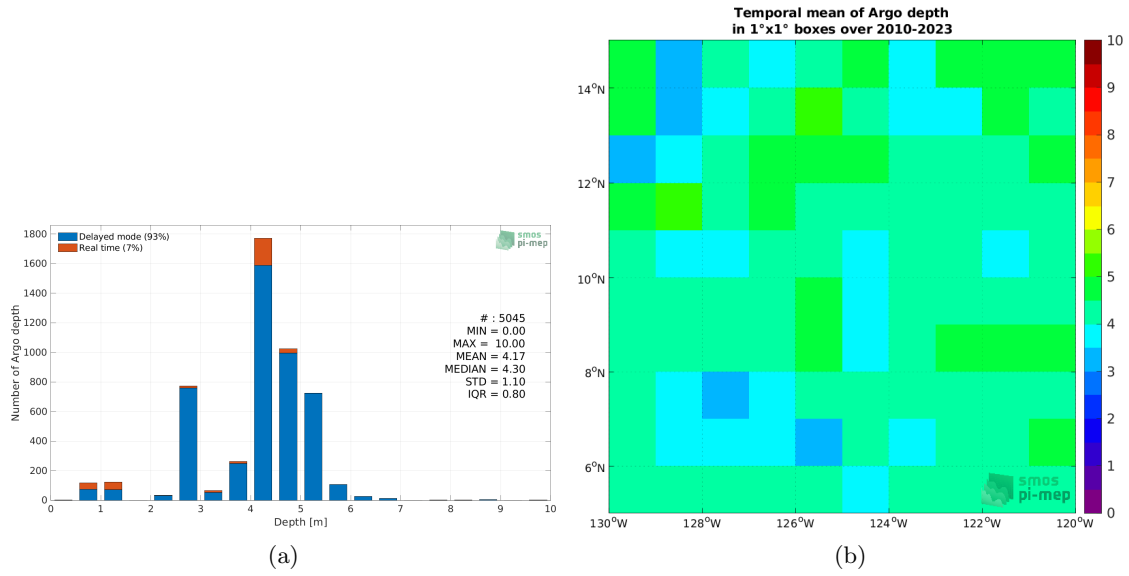 Delayed mode (93%)
Real time (7%)
smos
pi-mep
# : 5045
MIN = 0.00
MAX = 10.00
MEAN = 4.17
MEDIAN = 4.30
STD = 1.10
IQR = 0.80
Number of Argo depth
1800
1600
1400
1200
1000
800
600
400
200
0
0 1 2 3 4 5 6 7 8 9 10
Depth [m]
(a)
Temporal mean of Argo depth
in 1°x1° boxes over 2010-2023
14°N
12°N
10°N
8°N
6°N
130°W 128°W 126°W 124°W 122°W 120°W
smos
pi-mep
10
9
8
7
6
5
4
3
2
1
0
(b)